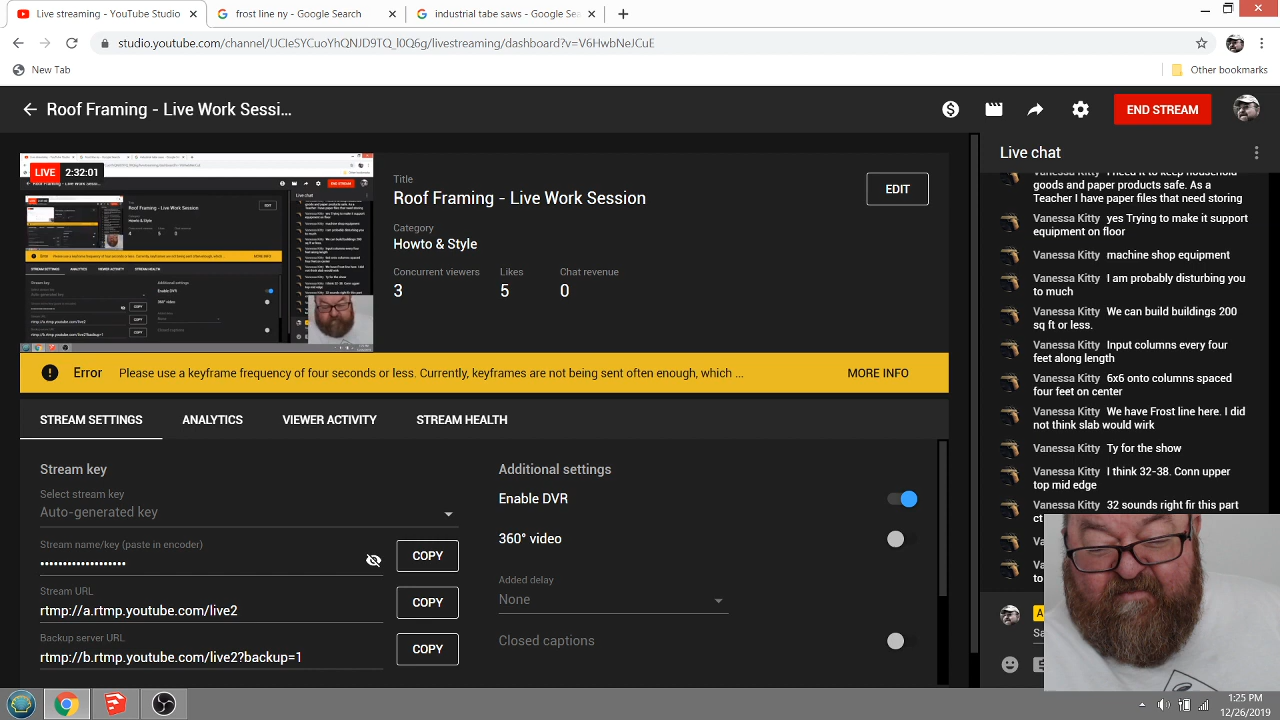 Live streaming - YouTube Studio
frost line ny - Google Search
industrial tabe saws - Google Sea
studio.youtube.com/channel/UCIeSYCuoYhQNJD9TQ_I0Q6g/livestreaming/dashboard?v=V6HwbNeJCuE
New Tab
Other bookmarks
Roof Framing - Live Work Sessi...
END STREAM
LIVE 2:32:01
Title
Roof Framing - Live Work Session
EDIT
Category
Howto & Style
Chat revenue
3
5
0
Error Please use a keyframe frequency of four seconds or less. Currently, keyframes are not being sent often enough, which ...
MORE INFO
STREAM SETTINGS
ANALYTICS
VIEWER ACTIVITY
STREAM HEALTH
Stream key
Select stream key
Auto-generated key
Stream name/key (paste in encoder)
••••••••••••••••••
COPY
Stream URL
rtmp://a.rtmp.youtube.com/live2
COPY
Backup server URL
rtmp://b.rtmp.youtube.com/live2?backup=1
COPY
Additional settings
Enable DVR
360° video
Added delay
None
Closed captions
Live chat
goods and paper products safe. As a
Vanessa Kitty yes Trying to make it support
equipment on floor
Vanessa Kitty machine shop equipment
Vanessa Kitty I am probably disturbing you
to much
Vanessa Kitty We can build buildings 200
sq ft or less.
Vanessa Kitty Input columns every four
feet along length
Vanessa Kitty 6x6 onto columns spaced
four feet on center
Vanessa Kitty We have Frost line here. I did
not think slab would wirk
Vanessa Kitty Ty for the show
Vanessa Kitty I think 32-38. Conn upper
top mid edge
Vanessa Kitty 32 sounds right fir this part
1:25 PM
12/26/2019